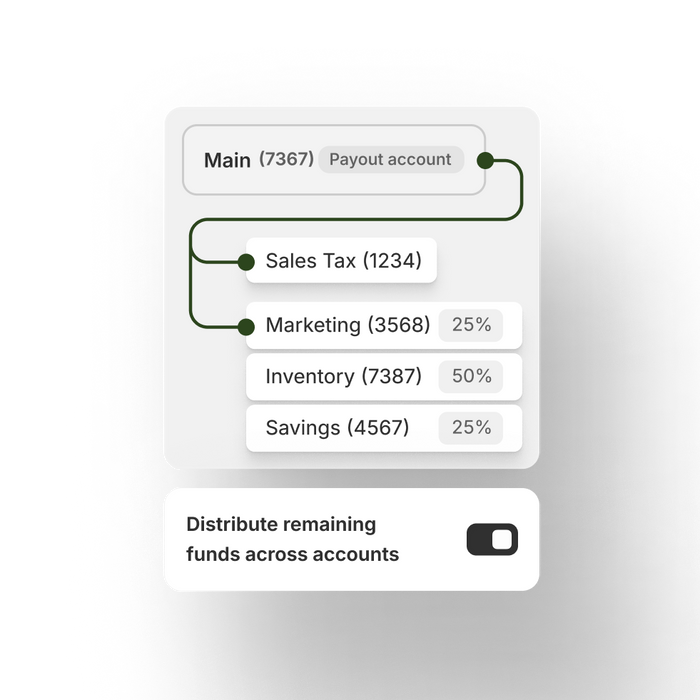 Main (7367) Payout account
Sales Tax (1234)
Marketing (3568) 25%
Inventory (7387) 50%
Savings (4567) 25%
Distribute remaining
funds across accounts